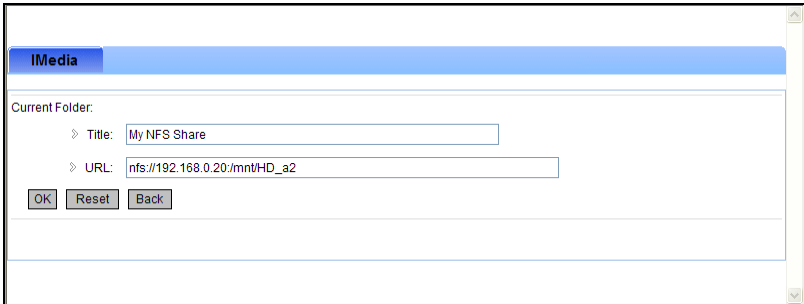 IMedia
Current Folder:
Title: My NFS Share
URL: nfs://192.168.0.20:/mnt/HD_a2
OK Reset Back